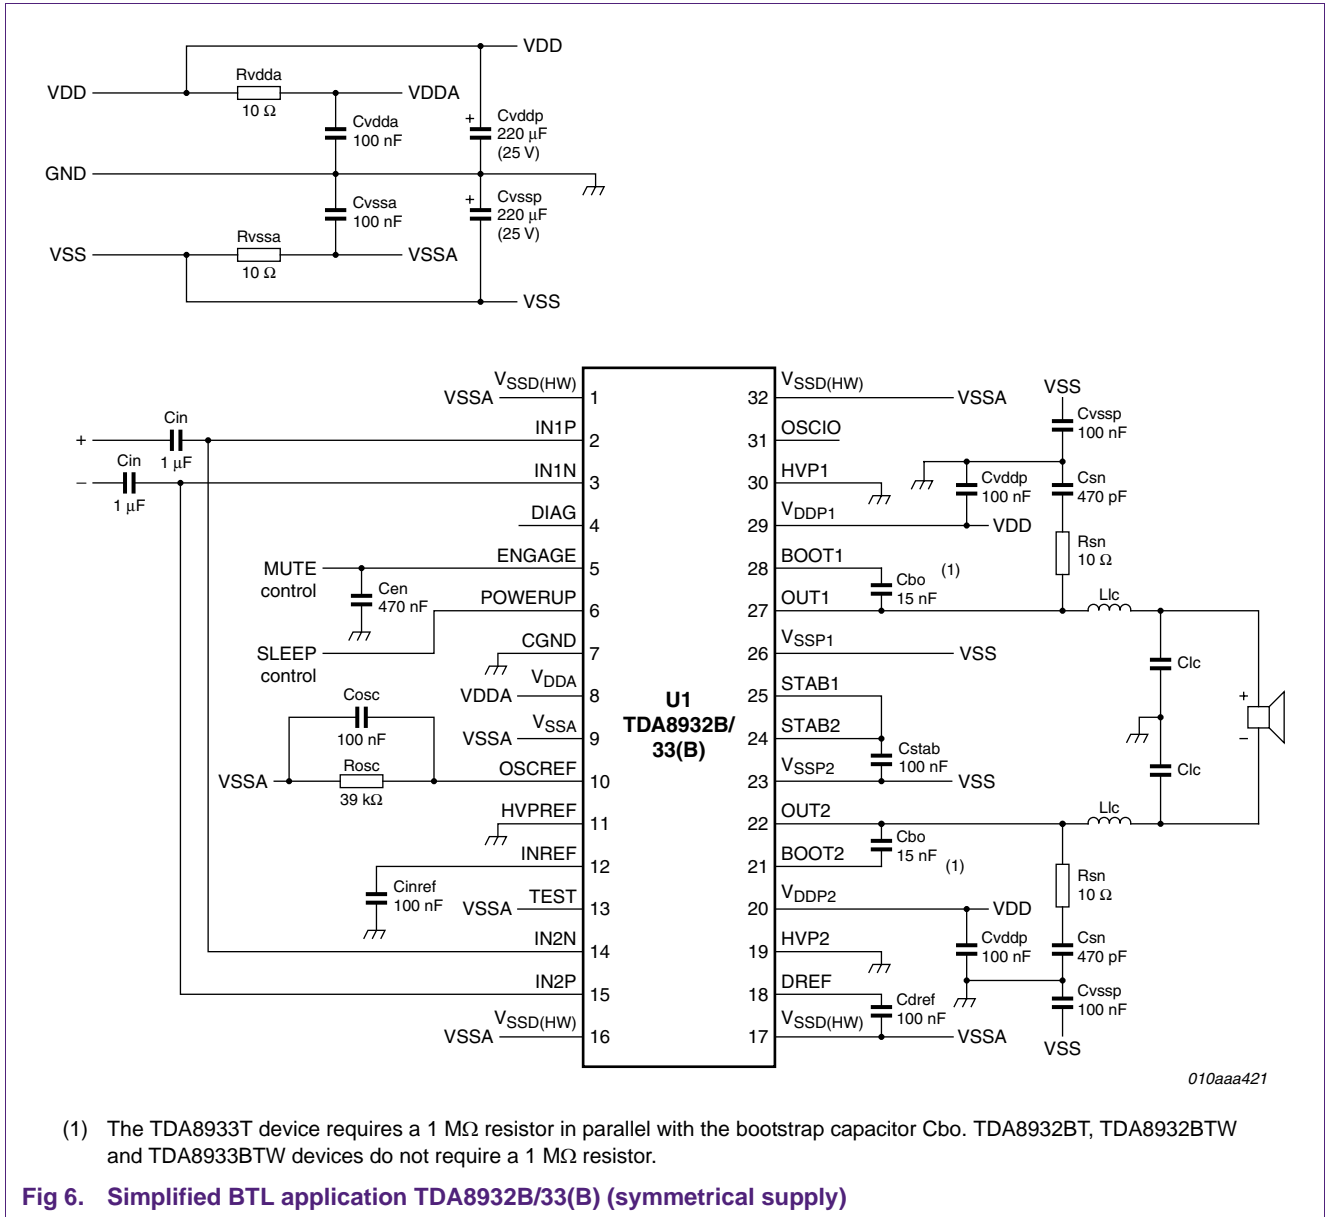 VDD
Rvdda
VDD
VDDA
10 Ω
Cvdda
100 nF
+
Cvddp
220 μF
(25 V)
GND
Cvssa
100 nF
+
Cvssp
220 μF
(25 V)
Rvssa
VSS
VSSA
10 Ω
VSS
VSSD(HW)
VSSA
1
Cin
+
1 μF
IN1P
2
Cin
−
1 μF
IN1N
3
DIAG
4
MUTE
control
ENGAGE
5
Cen
470 nF
POWERUP
6
SLEEP
control
CGND
7
VDDA
VDDA
8
Cosc
100 nF
VSSA
VSSA
9
VSSA
Rosc
39 kΩ
OSCREF
10
HVPREF
11
INREF
12
Cinref
100 nF
VSSA
TEST
13
IN2N
14
IN2P
15
VSSD(HW)
VSSA
16
U1
TDA8932B/
33(B)
32
VSSD(HW)
VSSA
31
OSCIO
30
HVP1
29
VDDP1
VDD
28
BOOT1
27
OUT1
26
VSSP1
VSS
25
STAB1
24
STAB2
23
VSSP2
VSS
22
OUT2
21
BOOT2
20
VDDP2
VDD
19
HVP2
18
DREF
17
VSSD(HW)
VSSA
VSS
Cvssp
100 nF
Cvddp
100 nF
Csn
470 pF
Rsn
10 Ω
Cbo
15 nF
(1)
Llc
Clc
+
−
Cstab
100 nF
Clc
Llc
Cbo
15 nF
(1)
Rsn
10 Ω
Cvddp
100 nF
Csn
470 pF
Cdref
100 nF
Cvssp
100 nF
VSS
010aaa421
(1) The TDA8933T device requires a 1 MΩ resistor in parallel with the bootstrap capacitor Cbo. TDA8932BT, TDA8932BTW
and TDA8933BTW devices do not require a 1 MΩ resistor.
Fig 6. Simplified BTL application TDA8932B/33(B) (symmetrical supply)